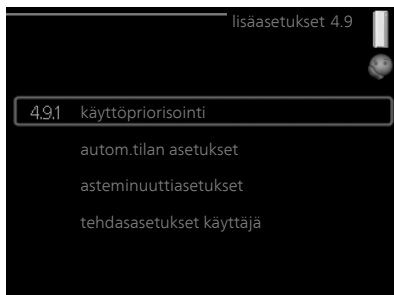 lisäasetukset 4.9
4.9.1 käyttöpriorisointi
autom.tilan asetukset
asteminuuttiasetukset
tehdasasetukset käyttäjä